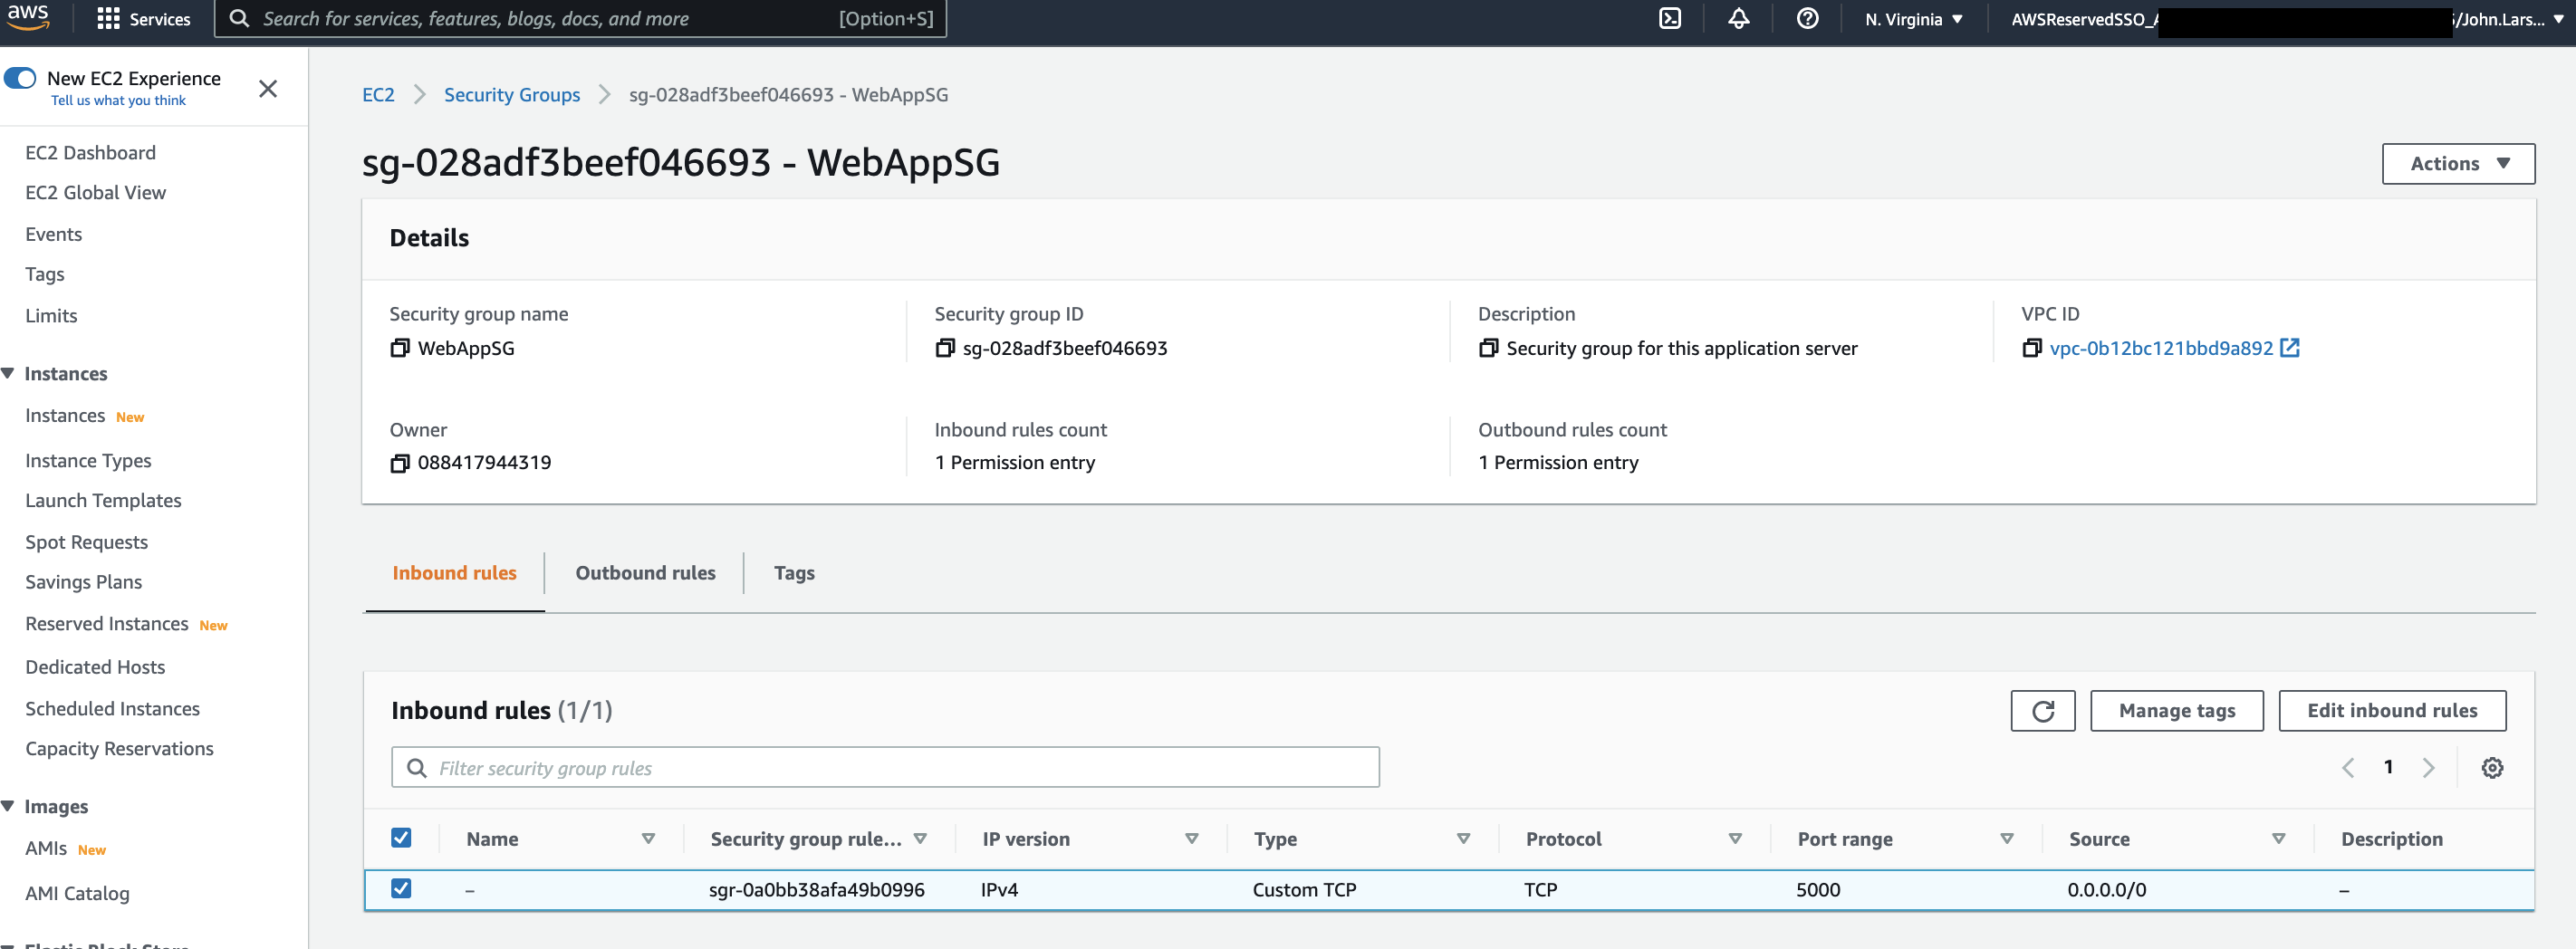 aws Services Search for services, features, blogs, docs, and more [Option+S] N. Virginia AWSReservedSSO_A /John.Lars...
New EC2 Experience
Tell us what you think
EC2 Dashboard
EC2 Global View
Events
Tags
Limits
Instances
Instances New
Instance Types
Launch Templates
Spot Requests
Savings Plans
Reserved Instances New
Dedicated Hosts
Scheduled Instances
Capacity Reservations
Images
AMIs New
AMI Catalog
Elastic Block Store
EC2 Security Groups sg-028adf3beef046693 - WebAppSG
sg-028adf3beef046693 - WebAppSG
Actions
Details
Security group name Security group ID Description VPC ID
WebAppSG sg-028adf3beef046693 Security group for this application server vpc-0b12bc121bbd9a892
Owner Inbound rules count Outbound rules count
088417944319 1 Permission entry 1 Permission entry
Inbound rules Outbound rules Tags
Inbound rules (1/1) Manage tags Edit inbound rules
Filter security group rules 1
Name Security group rule... IP version Type Protocol Port range Source Description
– sgr-0a0bb38afa49b0996 IPv4 Custom TCP TCP 5000 0.0.0.0/0 –